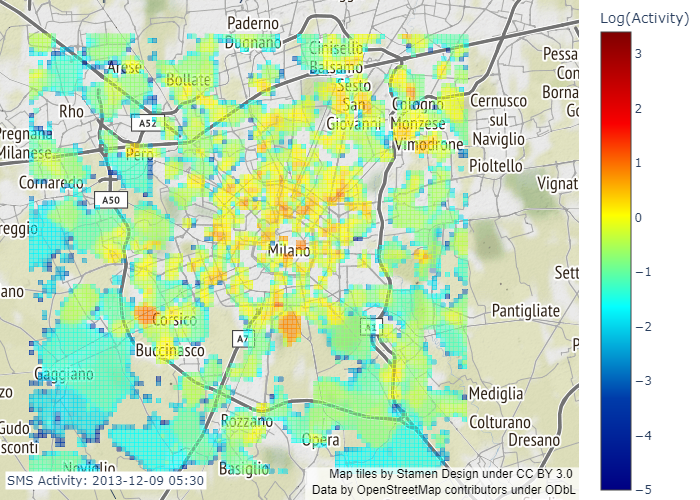 Log(Activity)
Paderno
Dugnano
Cinisello
Balsamo
Arese
Bollate
Sesto
San
Giovanni
Cologno
Monzese
Vimodrone
Pessa
Con
Borna
Go
Rho
A52
Cernusco
sul
Naviglio
Pregnana
Milanese
Pero
Pioltello
Cornaredo
Vignat
A50
reggio
Milano
Sett
ano
Corsico
A7
A1
Pantigliate
Buccinasco
P
Gaggiano
zo
Mediglia
Rozzano
Colturano
Gudo
sconti
Opera
Dresano
Noviglio
Basiglio
SMS Activity: 2013-12-09 05:30
Map tiles by Stamen Design under CC BY 3.0
Data by OpenStreetMap contributors under ODbL
3
2
1
0
−1
−2
−3
−4
−5